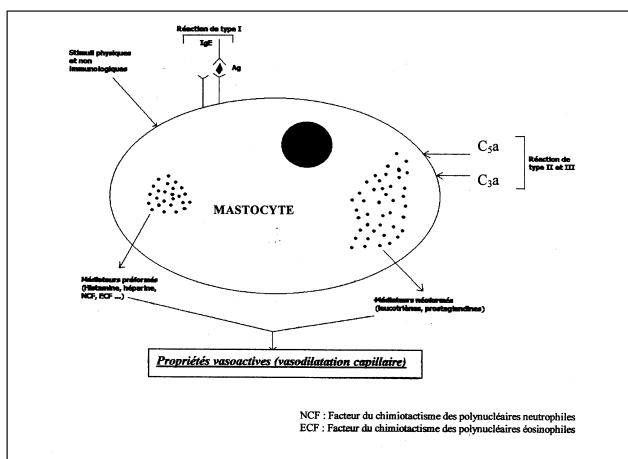 Réaction de type I
IgE
Ag
Stimuli physiques
et non
immunologiques
C5a
C3a
Réaction de
type II et III
MASTOCYTE
Médiateurs préformés
(Histamine, héparine,
NCF, ECF ...)
Médiateurs néoformés
(leucotriènes, prostaglandines)
Propriétés vasoactives (vasodilatation capillaire)
NCF : Facteur du chimiotactisme des polynucléaires neutrophiles
ECF : Facteur du chimiotactisme des polynucléaires éosinophiles